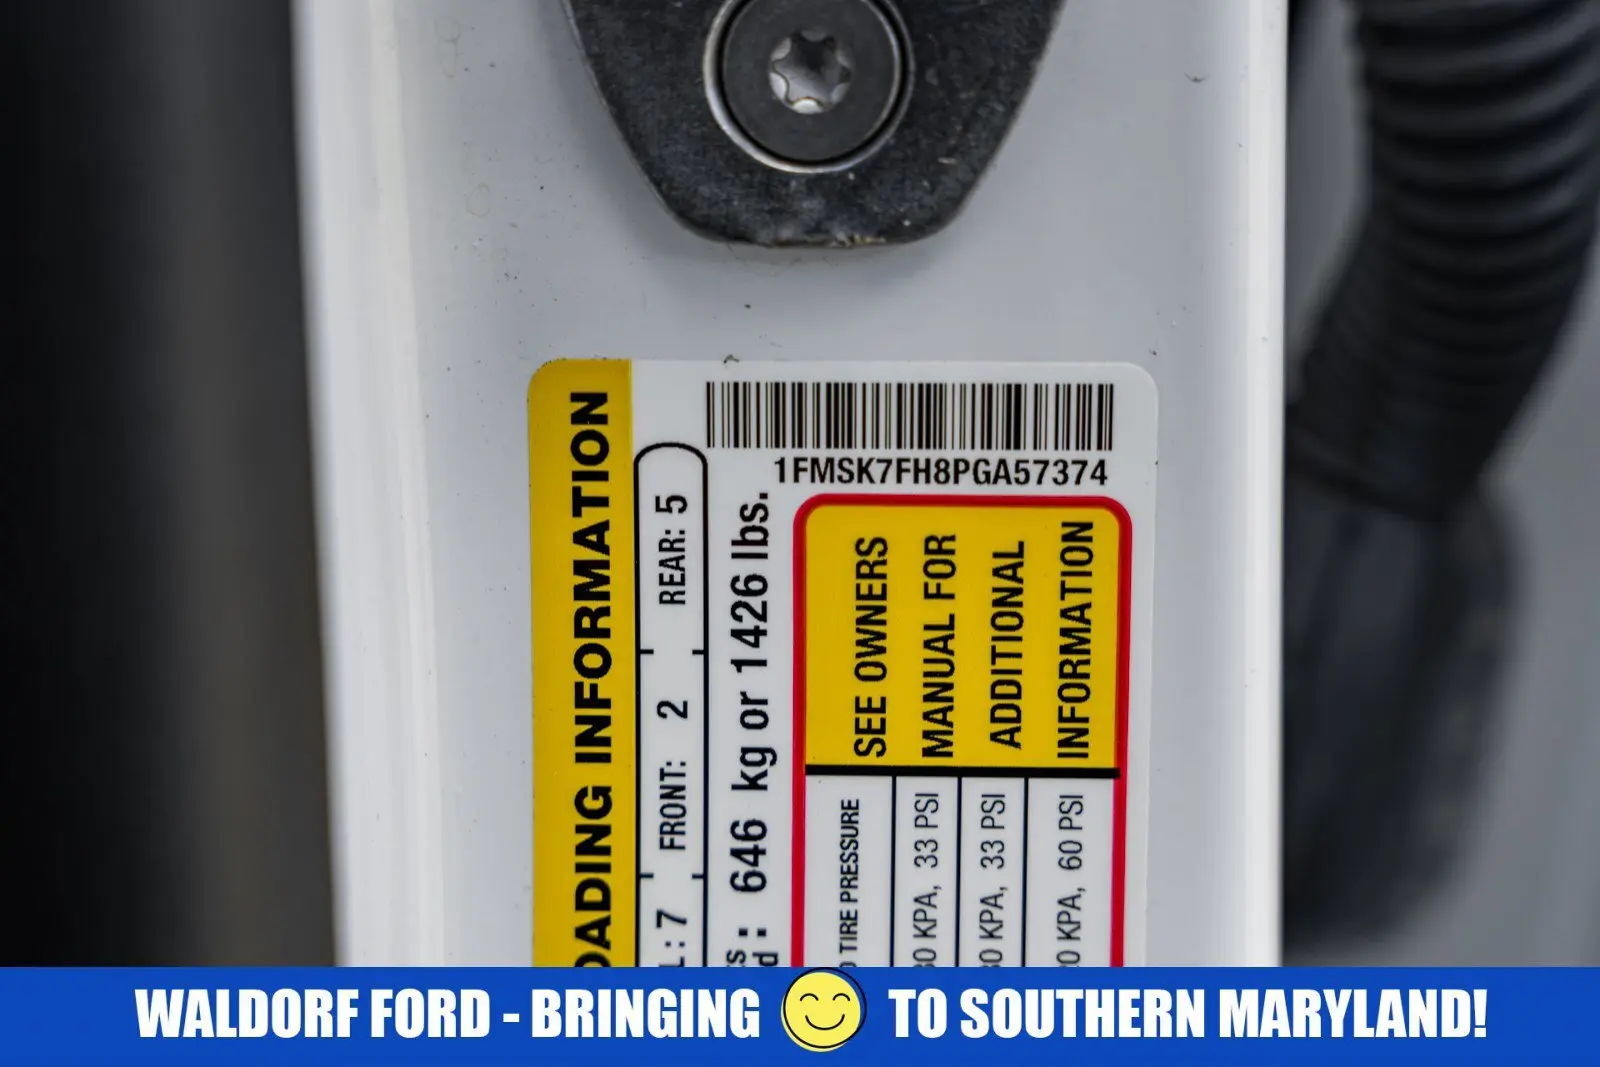 1FMSK7FH8PGA57374
LOADING INFORMATION
L: 7 FRONT: 2 REAR: 5
646 kg or 1426 lbs.
SEE OWNERS
MANUAL FOR
ADDITIONAL
INFORMATION
TIRE PRESSURE
KPA, 33 PSI
KPA, 33 PSI
KPA, 60 PSI
WALDORF FORD - BRINGING TO SOUTHERN MARYLAND!